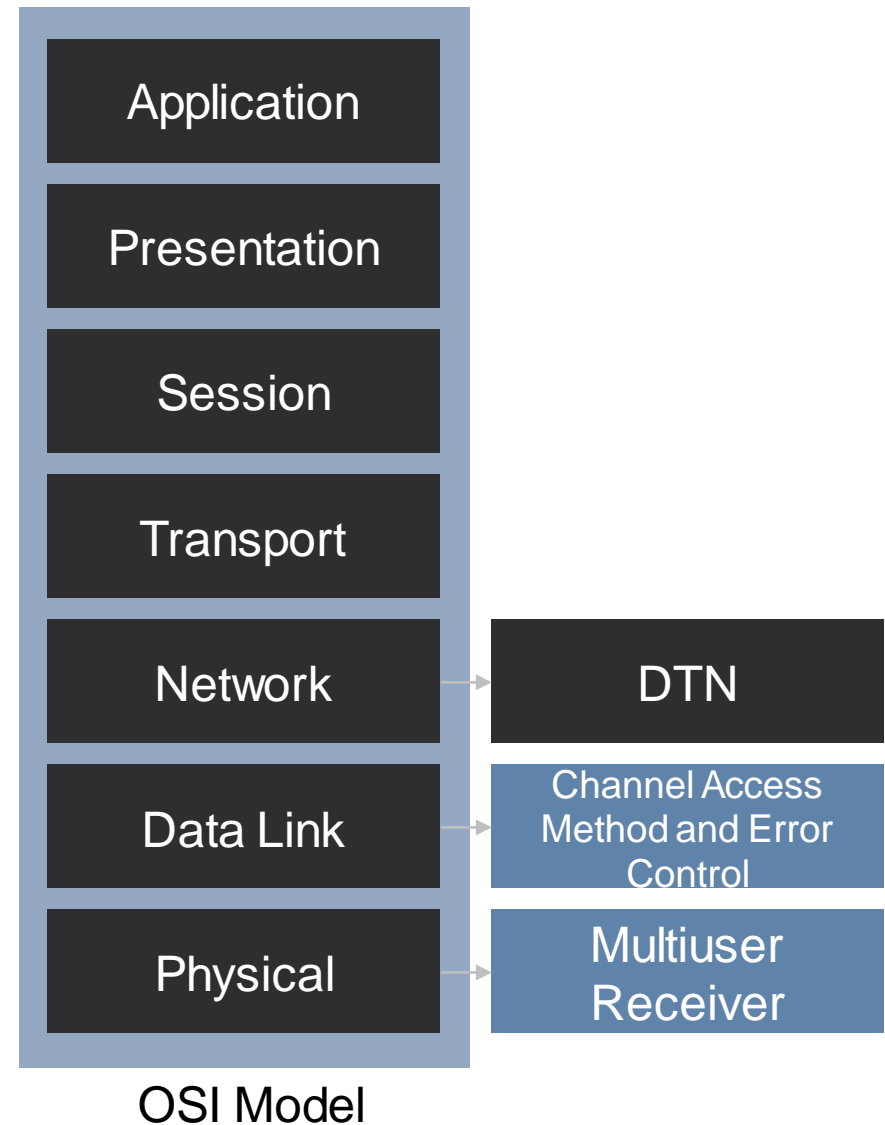 Application
Presentation
Session
Transport
Network
DTN
Data Link
Channel Access
Method and Error
Control
Physical
Multiuser
Receiver
OSI Model